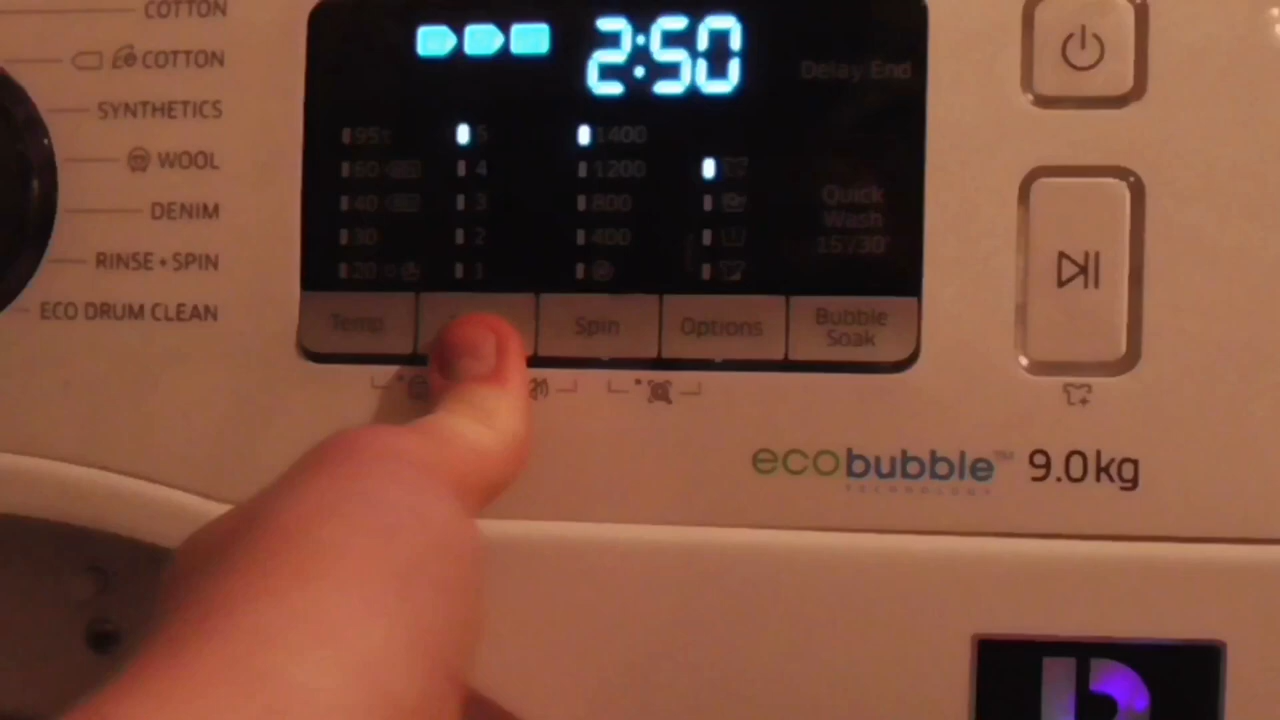 COTTON
COTTON
SYNTHETICS
WOOL
DENIM
RINSE + SPIN
ECO DRUM CLEAN
2:50
Delay End
95℃ 5 1400
60 4 1200
40 3 800
30 2 400
20 1
Quick
Wash
15'/30'
Temp Spin Options Bubble
Soak
ecobubble™ 9.0kg
TECHNOLOGY